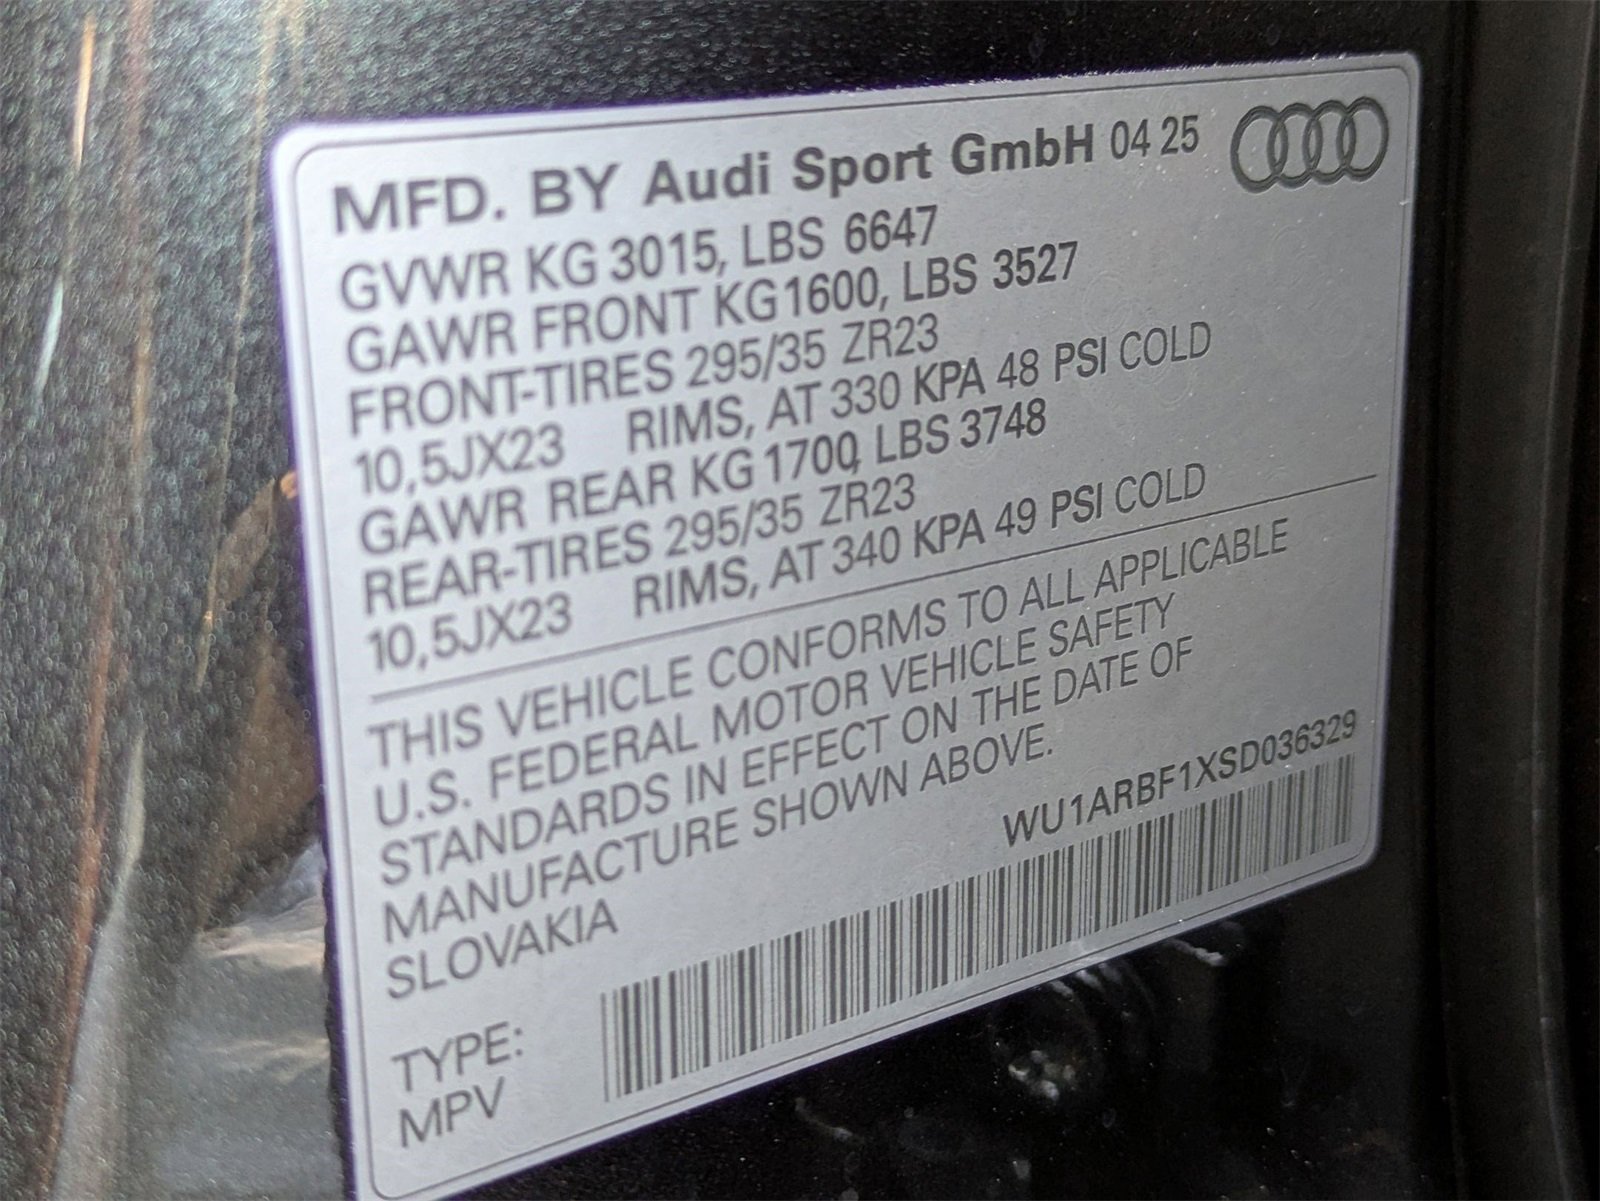 MFD. BY Audi Sport GmbH 04 25
GVWR KG 3015, LBS 6647
GAWR FRONT KG 1600, LBS 3527
FRONT-TIRES 295/35 ZR23
10,5JX23 RIMS, AT 330 KPA 48 PSI COLD
GAWR REAR KG 1700, LBS 3748
REAR-TIRES 295/35 ZR23
10,5JX23 RIMS, AT 340 KPA 49 PSI COLD
THIS VEHICLE CONFORMS TO ALL APPLICABLE
U.S. FEDERAL MOTOR VEHICLE SAFETY
STANDARDS IN EFFECT ON THE DATE OF
MANUFACTURE SHOWN ABOVE.
SLOVAKIA
WU1ARBF1XSD036329
TYPE:
MPV